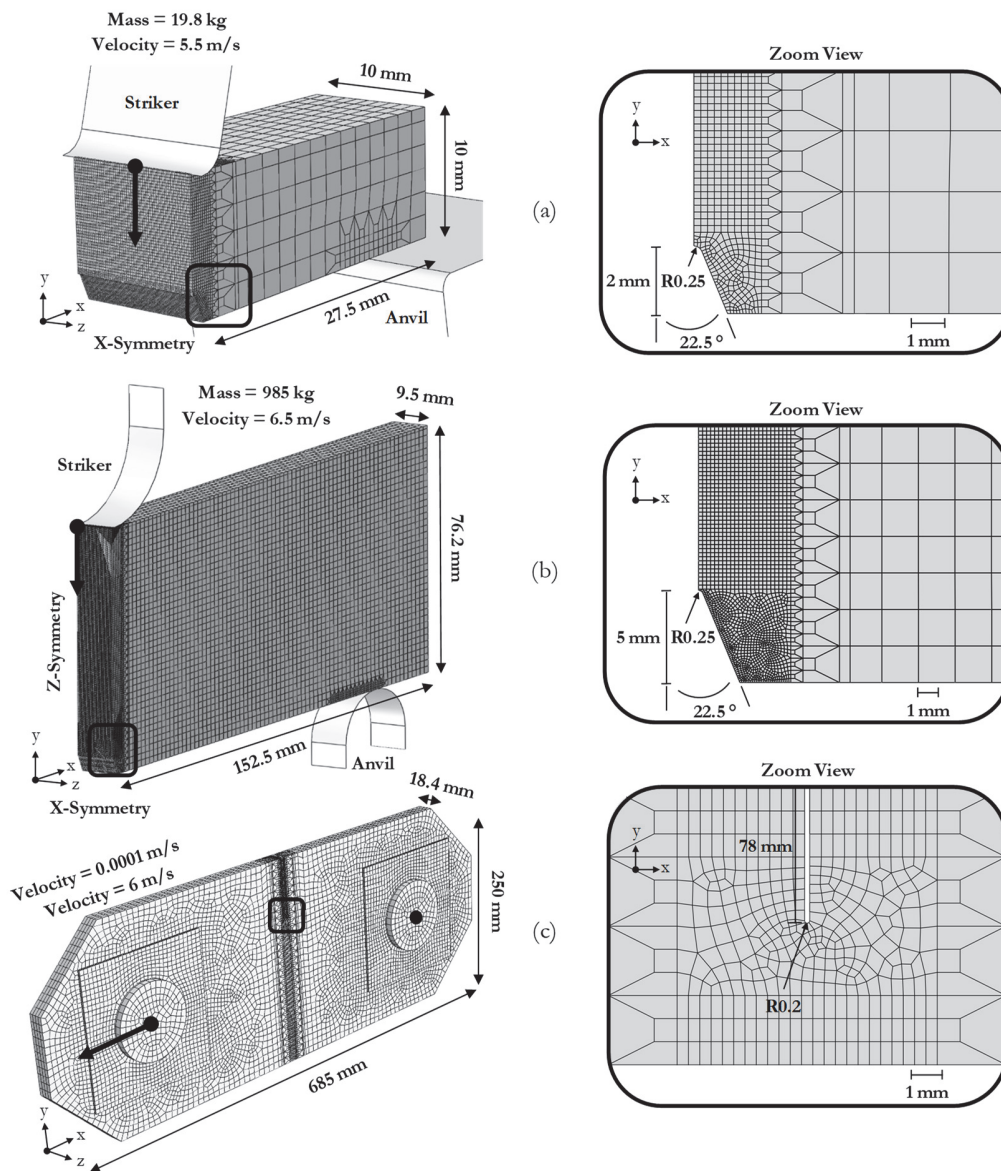 Mass = 19.8 kg
Velocity = 5.5 m/s
Striker
10 mm
10 mm
27.5 mm
Anvil
X-Symmetry
y
x
z
(a)
Zoom View
y
x
2 mm
R0.25
22.5 °
1 mm
Mass = 985 kg
Velocity = 6.5 m/s
Striker
9.5 mm
76.2 mm
Z-Symmetry
152.5 mm
Anvil
X-Symmetry
y
x
z
(b)
Zoom View
y
x
5 mm
R0.25
22.5 °
1 mm
Velocity = 0.0001 m/s
Velocity = 6 m/s
18.4 mm
250 mm
685 mm
y
x
z
(c)
Zoom View
y
x
78 mm
R0.2
1 mm